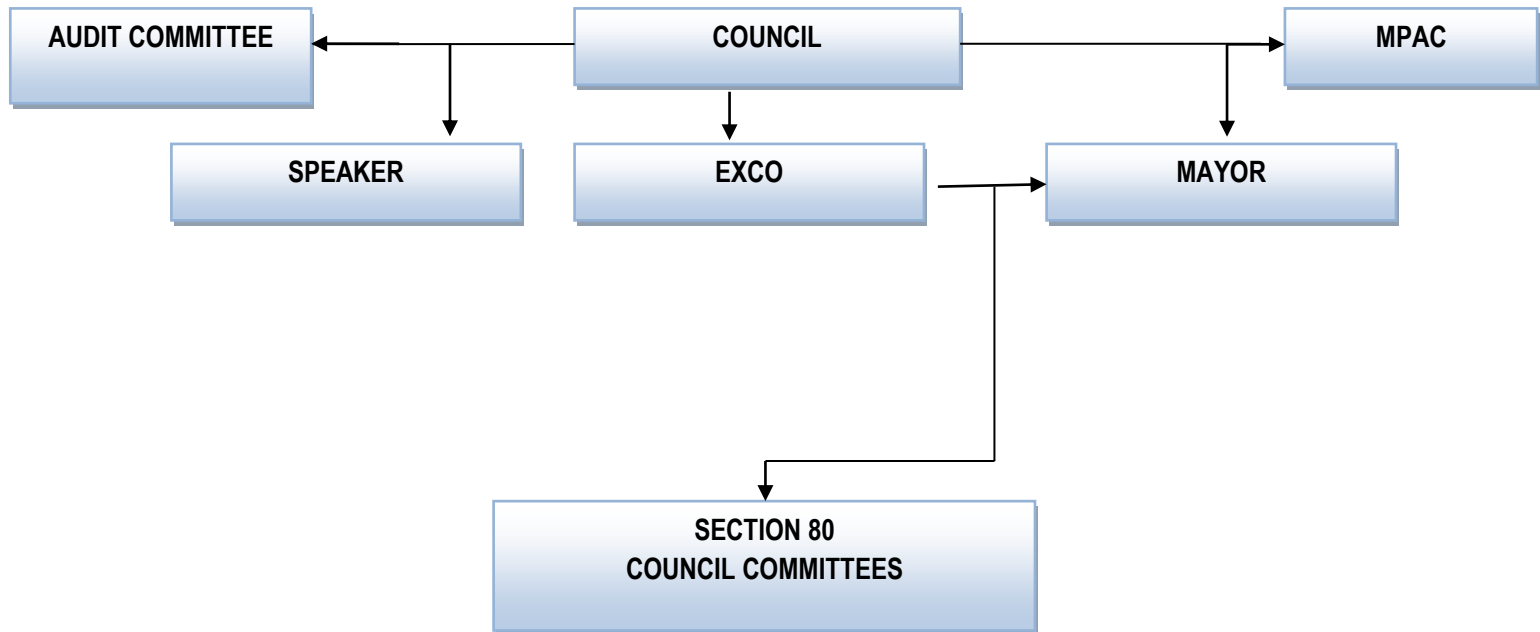 AUDIT COMMITTEE
COUNCIL
MPAC
SPEAKER
EXCO
MAYOR
SECTION 80
COUNCIL COMMITTEES